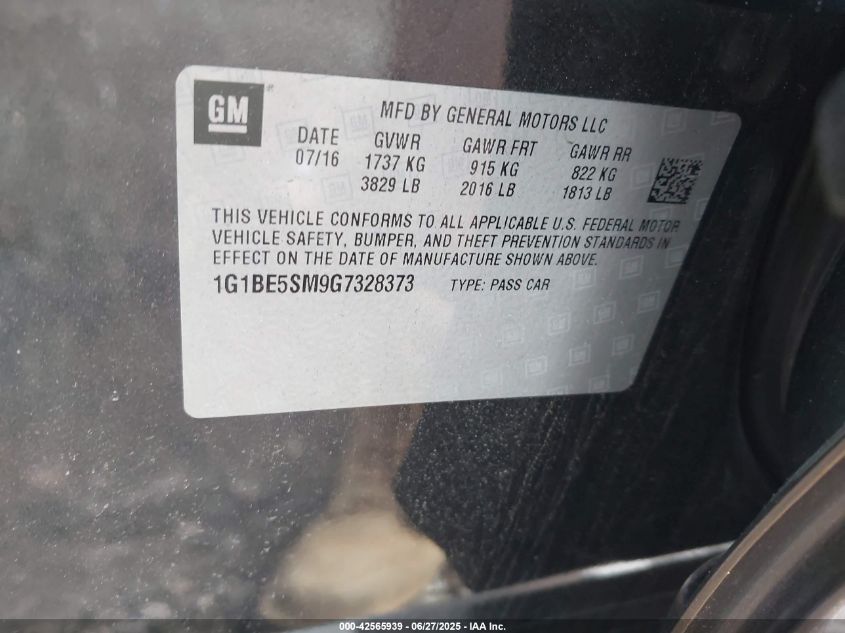 GM
MFD BY GENERAL MOTORS LLC
DATE GVWR GAWR FRT GAWR RR
07/16 1737 KG 915 KG 822 KG
3829 LB 2016 LB 1813 LB
THIS VEHICLE CONFORMS TO ALL APPLICABLE U.S. FEDERAL MOTOR
VEHICLE SAFETY, BUMPER, AND THEFT PREVENTION STANDARDS IN
EFFECT ON THE DATE OF MANUFACTURE SHOWN ABOVE.
1G1BE5SM9G7328373 TYPE: PASS CAR
000-42565939 - 06/27/2025 - IAA Inc.